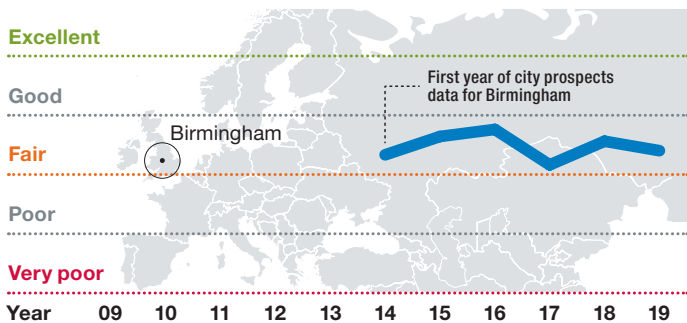 Excellent
Good
First year of city prospects
data for Birmingham
Birmingham
Fair
Poor
Very poor
Year 09 10 11 12 13 14 15 16 17 18 19